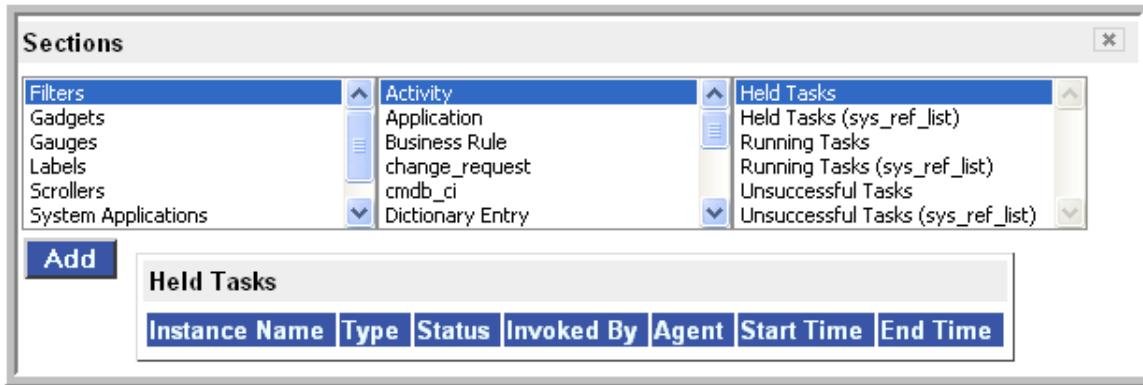 Sections
Filters
Gadgets
Gauges
Labels
Scrollers
System Applications
Activity
Application
Business Rule
change_request
cmdb_ci
Dictionary Entry
Held Tasks
Held Tasks (sys_ref_list)
Running Tasks
Running Tasks (sys_ref_list)
Unsuccessful Tasks
Unsuccessful Tasks (sys_ref_list)
Add
Held Tasks
Instance Name Type Status Invoked By Agent Start Time End Time